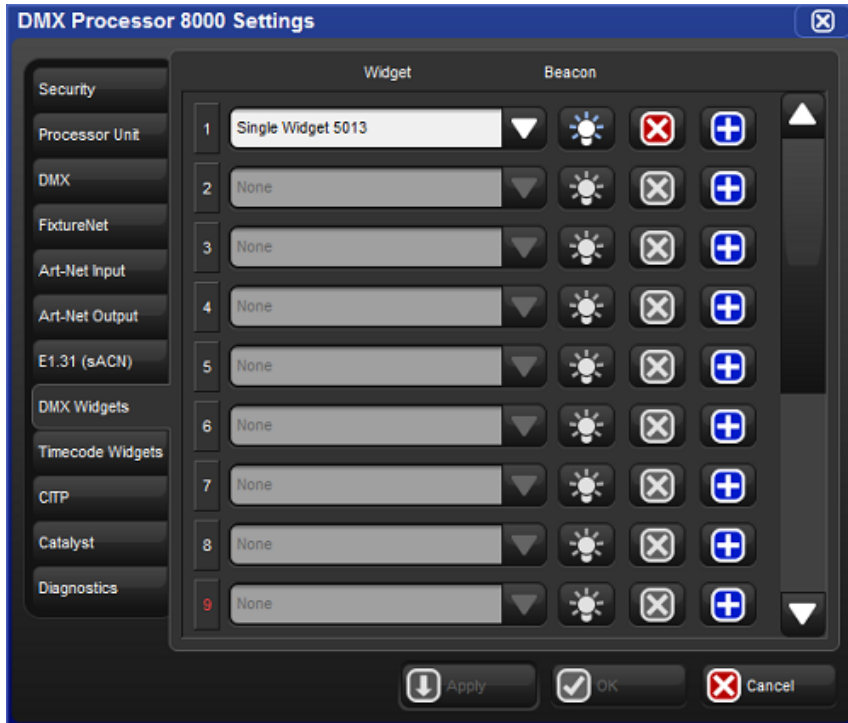 DMX Processor 8000 Settings
Widget Beacon
Security
Processor Unit
DMX
FixtureNet
Art-Net Input
Art-Net Output
E1.31 (sACN)
DMX Widgets
Timecode Widgets
CITP
Catalyst
Diagnostics
1 Single Widget 5013
2 None
3 None
4 None
5 None
6 None
7 None
8 None
9 None
Apply OK Cancel